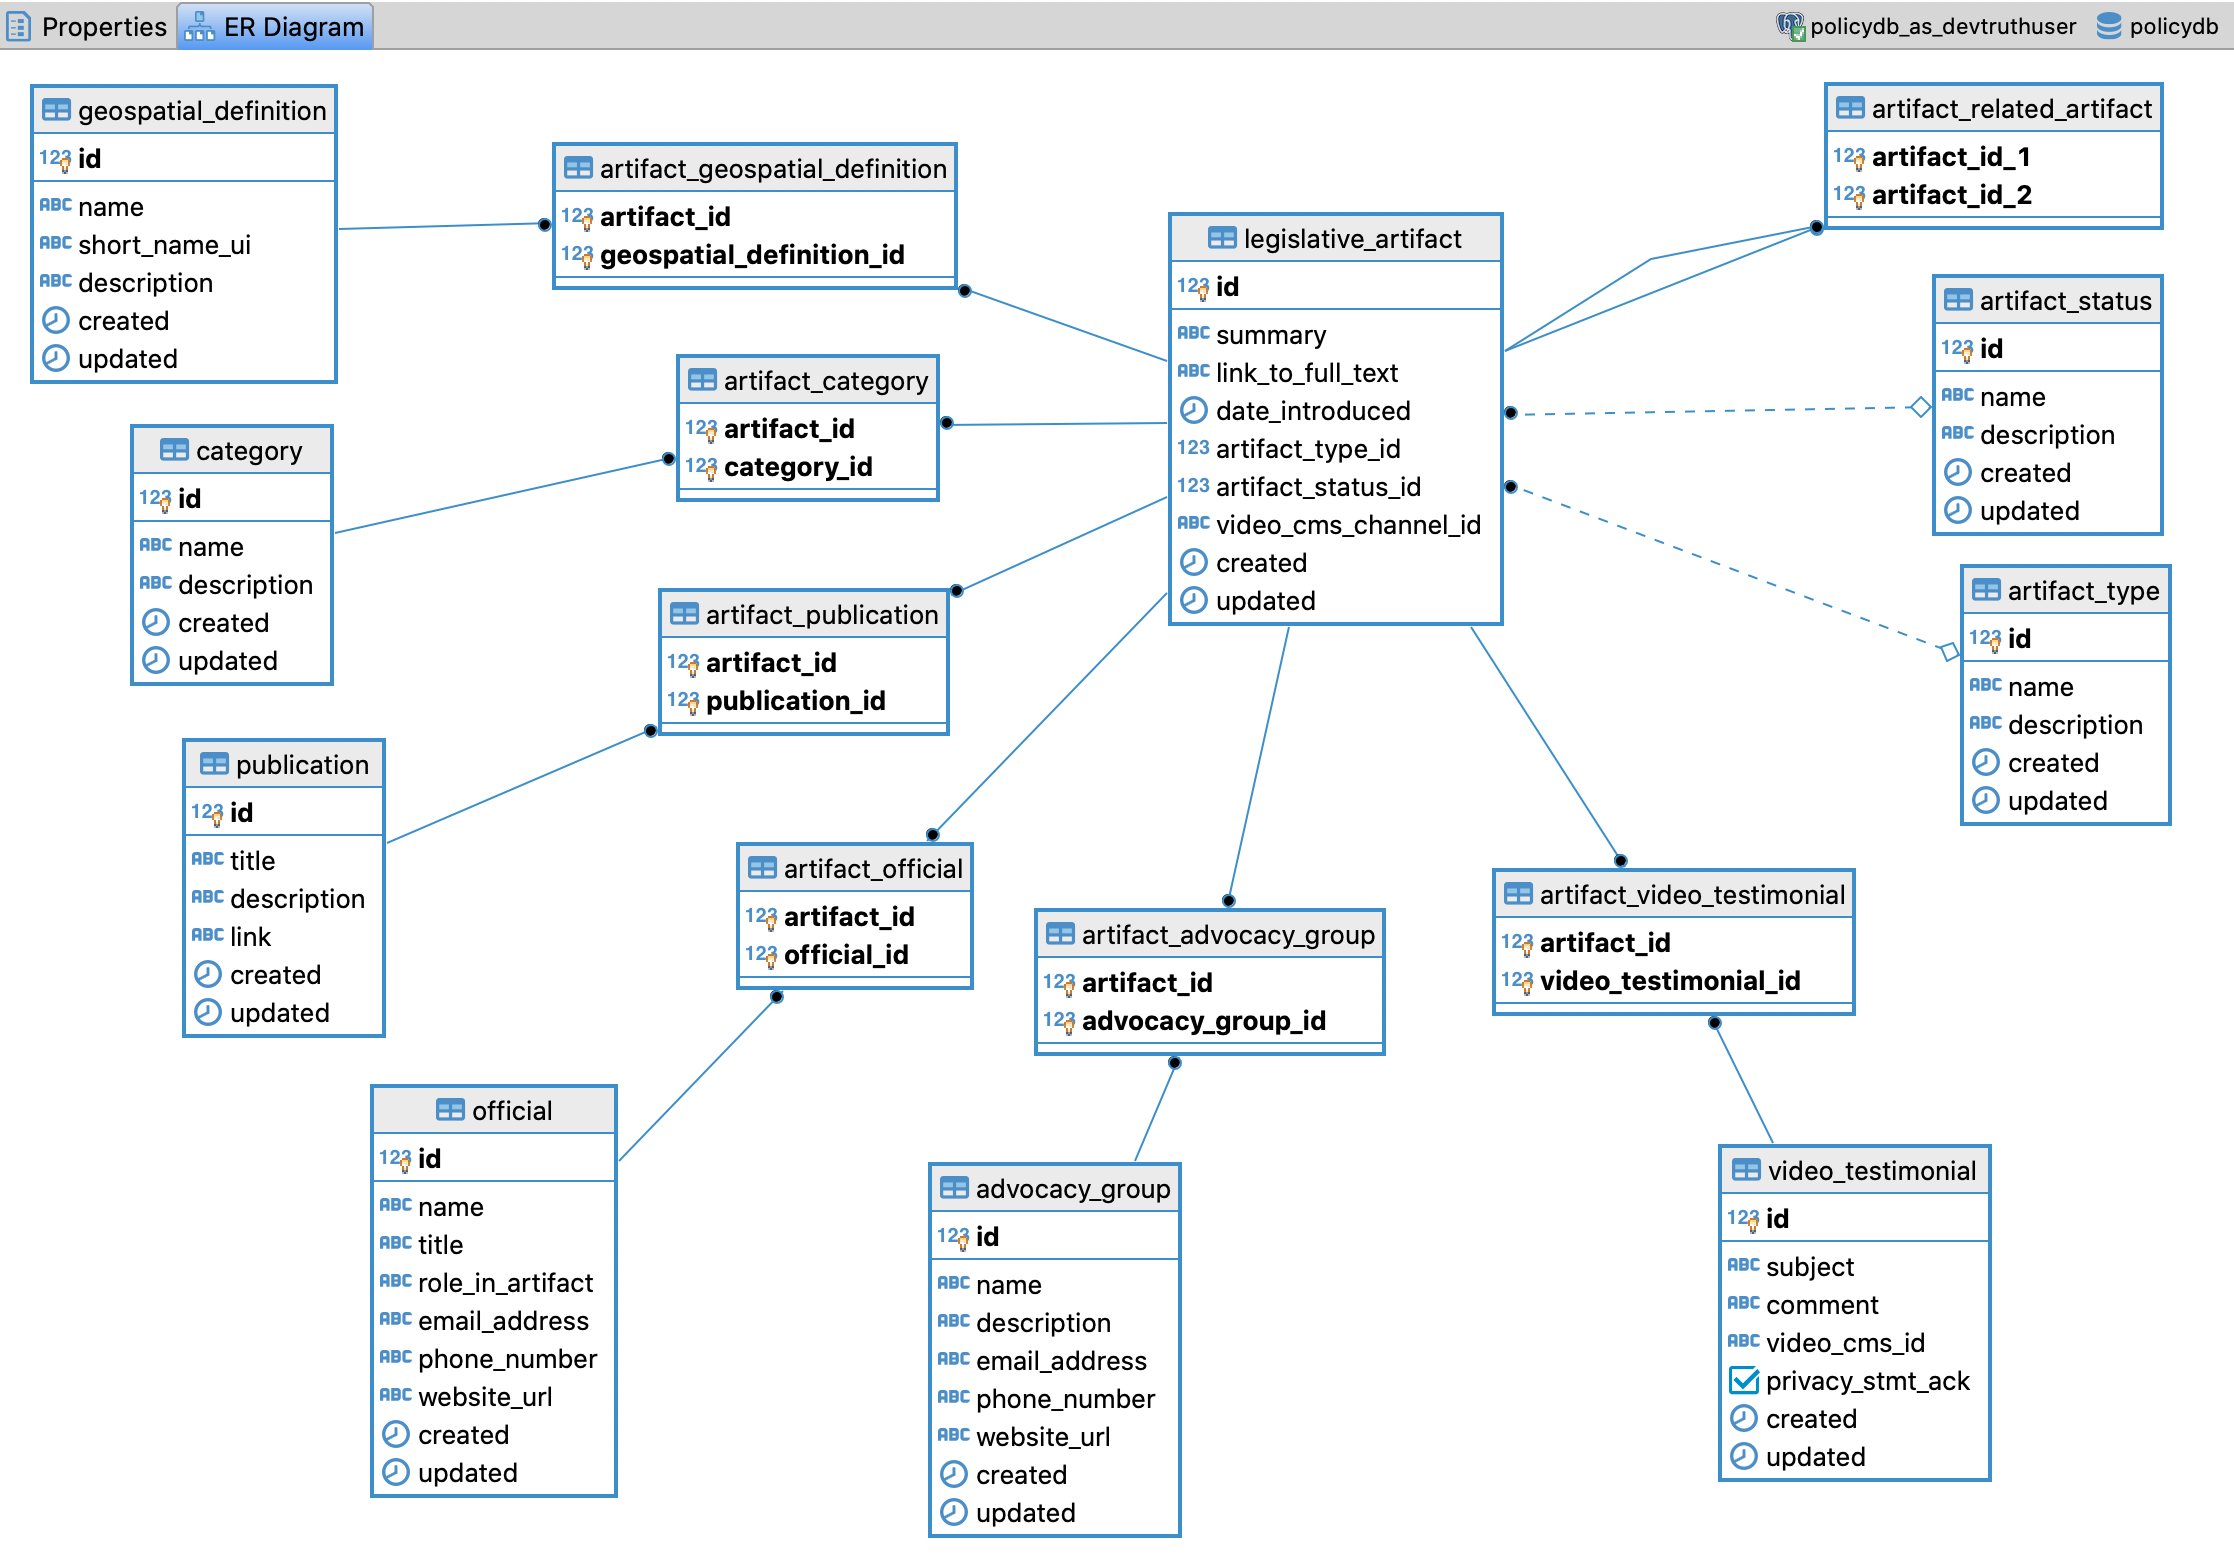 Properties
ER Diagram
policydb_as_devtruthuser
policydb
geospatial_definition
123 id
ABC name
ABC short_name_ui
ABC description
created
updated
artifact_geospatial_definition
123 artifact_id
123 geospatial_definition_id
category
123 id
ABC name
ABC description
created
updated
artifact_category
123 artifact_id
123 category_id
publication
123 id
ABC title
ABC description
ABC link
created
updated
artifact_publication
123 artifact_id
123 publication_id
legislative_artifact
123 id
ABC summary
ABC link_to_full_text
date_introduced
123 artifact_type_id
123 artifact_status_id
ABC video_cms_channel_id
created
updated
artifact_related_artifact
123 artifact_id_1
123 artifact_id_2
artifact_status
123 id
ABC name
ABC description
created
updated
artifact_type
123 id
ABC name
ABC description
created
updated
artifact_official
123 artifact_id
123 official_id
official
123 id
ABC name
ABC title
ABC role_in_artifact
ABC email_address
ABC phone_number
ABC website_url
created
updated
artifact_advocacy_group
123 artifact_id
123 advocacy_group_id
advocacy_group
123 id
ABC name
ABC description
ABC email_address
ABC phone_number
ABC website_url
created
updated
artifact_video_testimonial
123 artifact_id
123 video_testimonial_id
video_testimonial
123 id
ABC subject
ABC comment
ABC video_cms_id
privacy_stmt_ack
created
updated